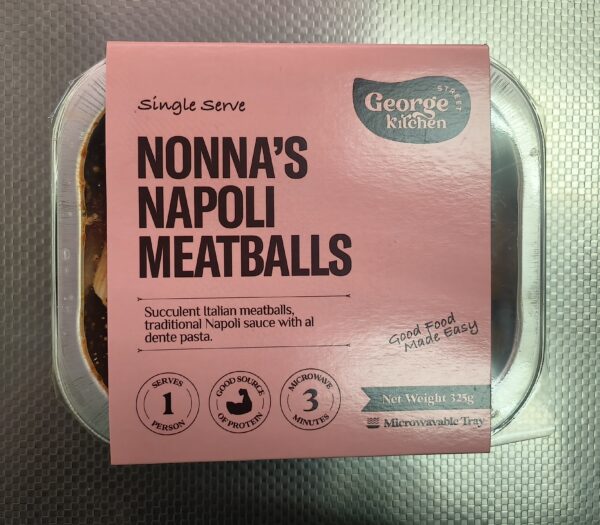 Single Serve
George
STREET
kitchen
NONNA'S
NAPOLI
MEATBALLS
Succulent Italian meatballs,
traditional Napoli sauce with al
dente pasta.
Good Food
Made Easy
SERVES
1
PERSON
GOOD SOURCE
OF PROTEIN
MICROWAVE
3
MINUTES
Net Weight 325g
Microwavable Tray